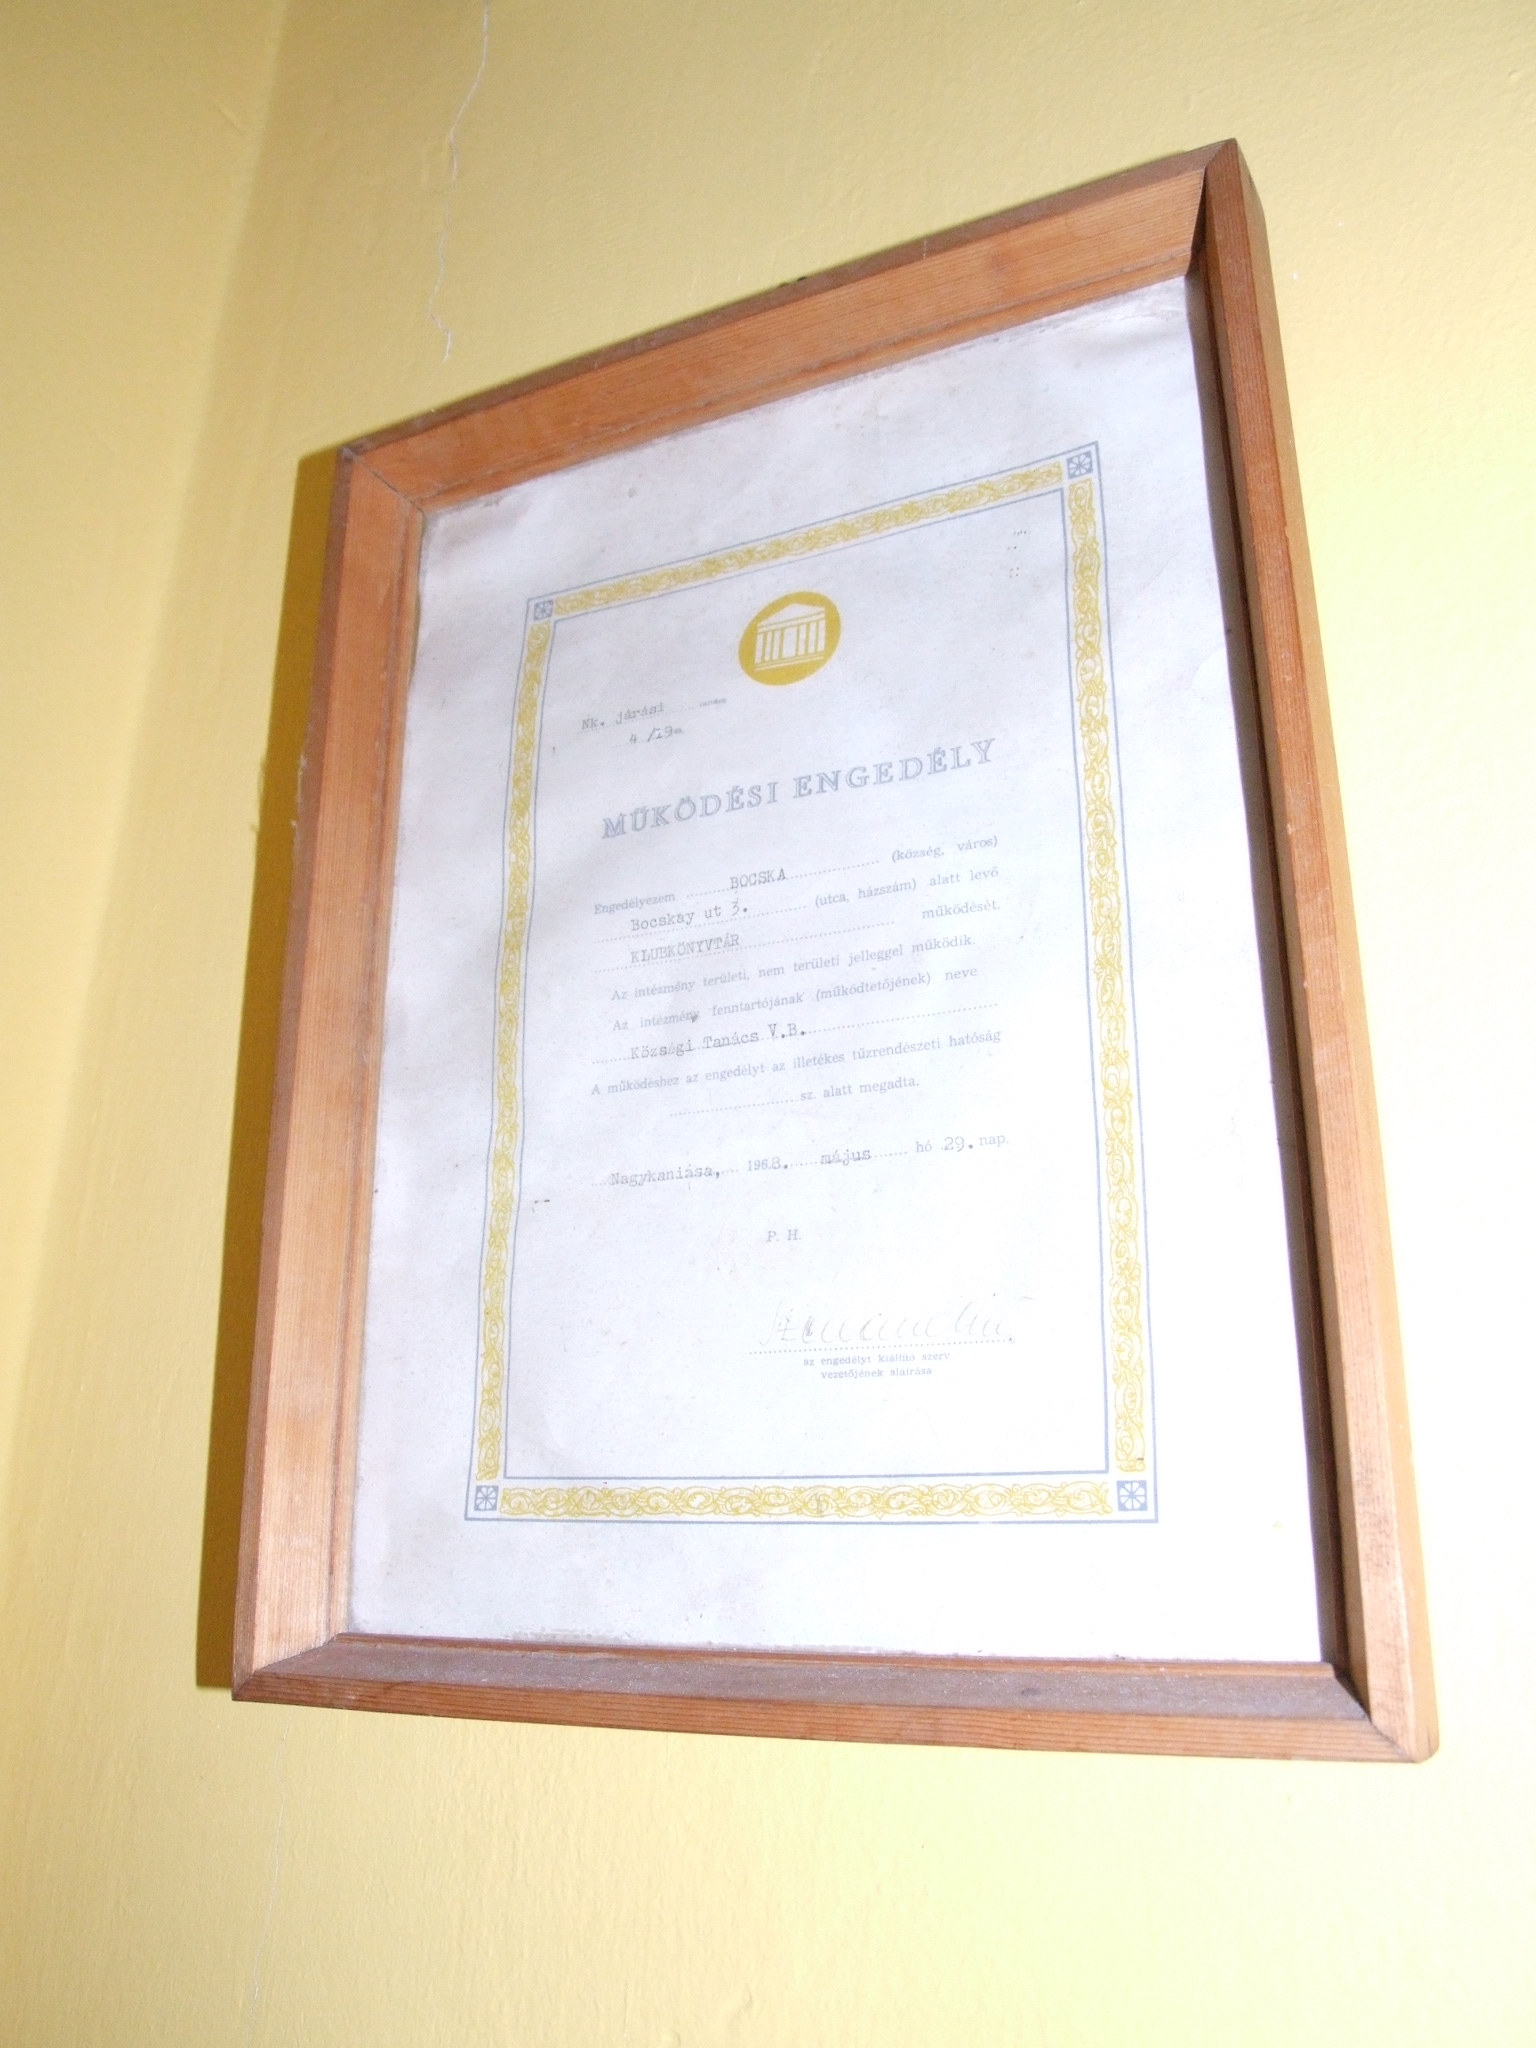 Nk. járási
4 /19
MŰKÖDÉSI ENGEDÉLY
Engedélyezem BOCSKA (község, város)
Bocskay ut 3. (utca, házszám) alatt levő
KLUBKÖNYVTÁR működését.
Az intézmény területi, nem területi jelleggel működik.
Az intézmény fenntartójának (működtetőjének) neve
Községi Tanács V.B.
A működéshez az engedélyt az illetékes tűzrendészeti hatóság
sz. alatt megadta.
Nagykanizsa, 1968. május hó 29. nap.
P. H.
az engedélyt kiállító szerv
vezetőjének aláírása